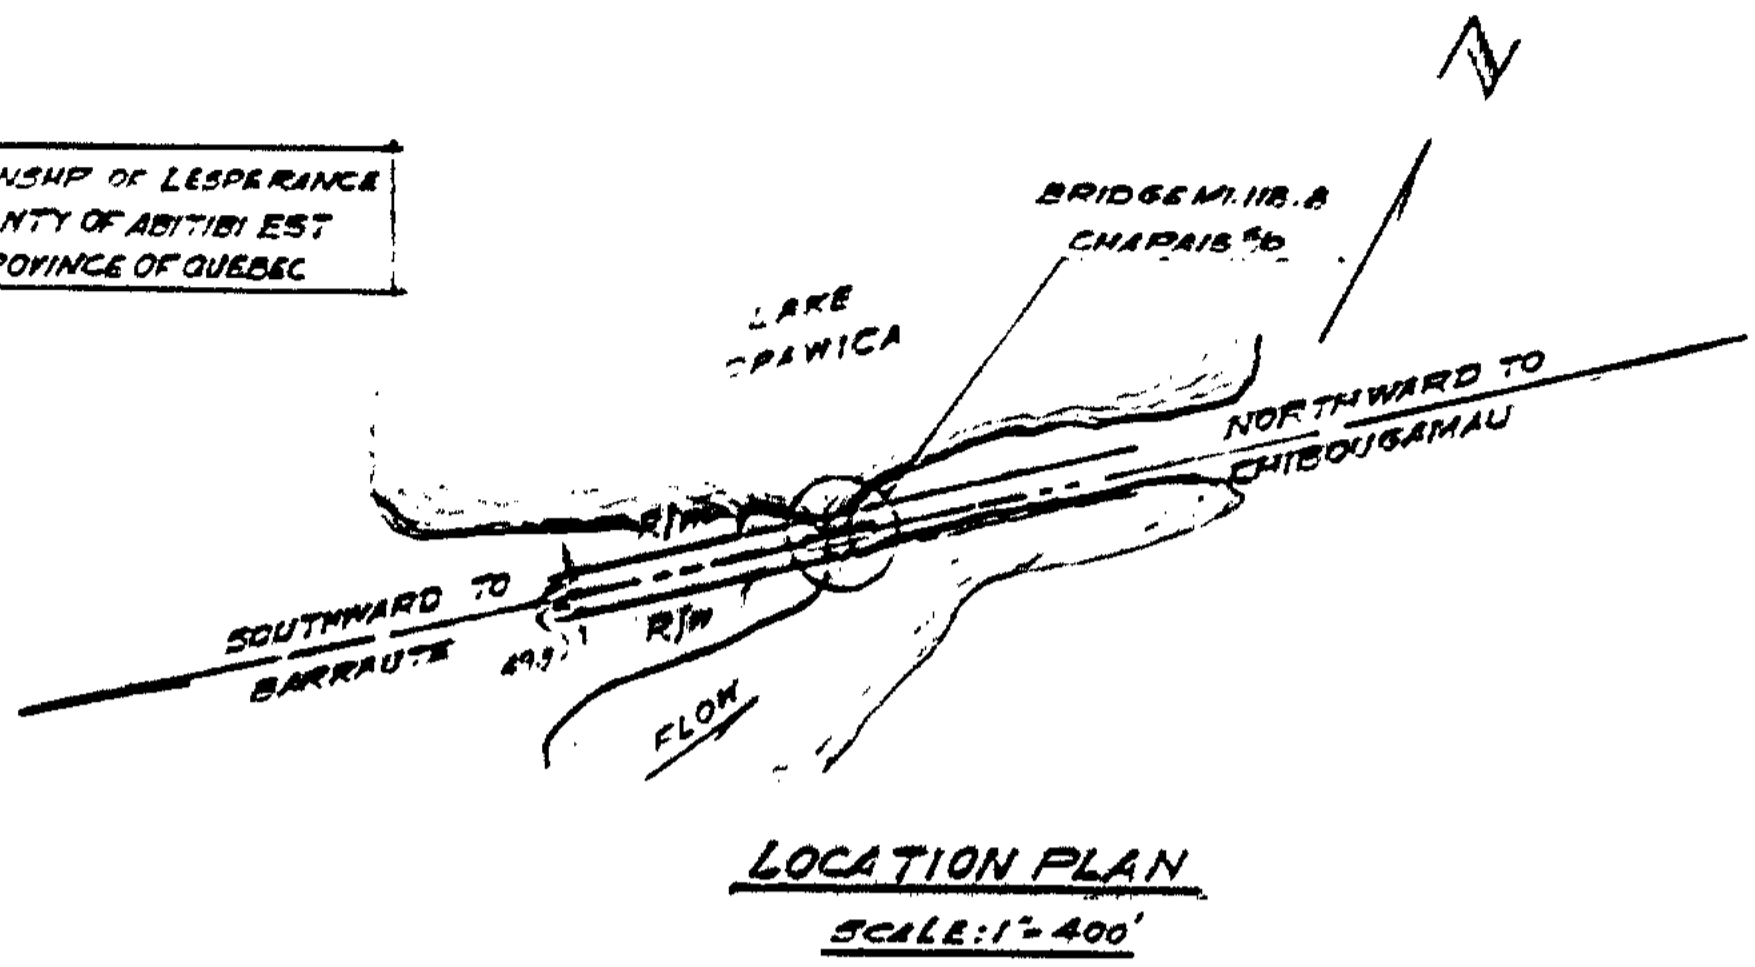 N
NSHP OF LESPERANCE
NTY OF ABITIBI EST
ROVINCE OF QUEBEC
BRIDGE MI. 118.8
CHAPAIS S/D
LAKE
OPAWICA
NORTHWARD TO
CHIBOUGAMAU
R/W
SOUTHWARD TO
BARRAUTE
R/W
FLOW
LOCATION PLAN
SCALE: 1"= 400'